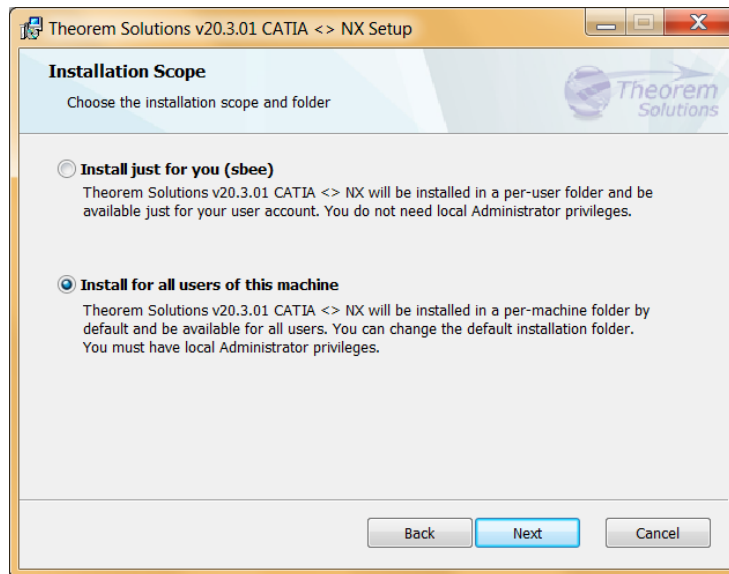 Theorem Solutions v20.3.01 CATIA <> NX Setup
Installation Scope
Choose the installation scope and folder
Theorem
Solutions
Install just for you (sbee)
Theorem Solutions v20.3.01 CATIA <> NX will be installed in a per-user folder and be
available just for your user account. You do not need local Administrator privileges.
Install for all users of this machine
Theorem Solutions v20.3.01 CATIA <> NX will be installed in a per-machine folder by
default and be available for all users. You can change the default installation folder.
You must have local Administrator privileges.
Back
Next
Cancel